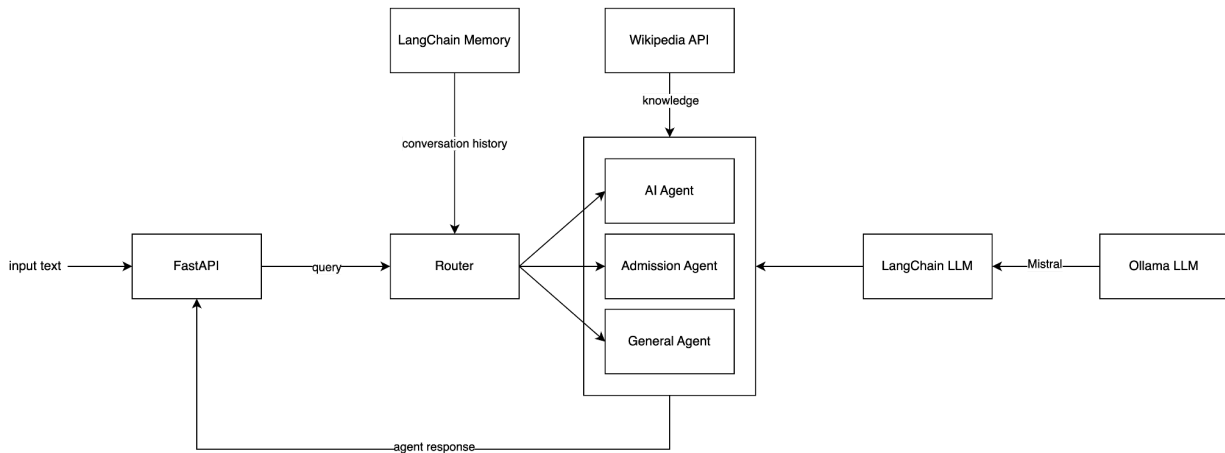 LangChain Memory
Wikipedia API
knowledge
conversation history
AI Agent
input text
FastAPI
query
Router
Admission Agent
LangChain LLM
Mistral
Ollama LLM
General Agent
agent response